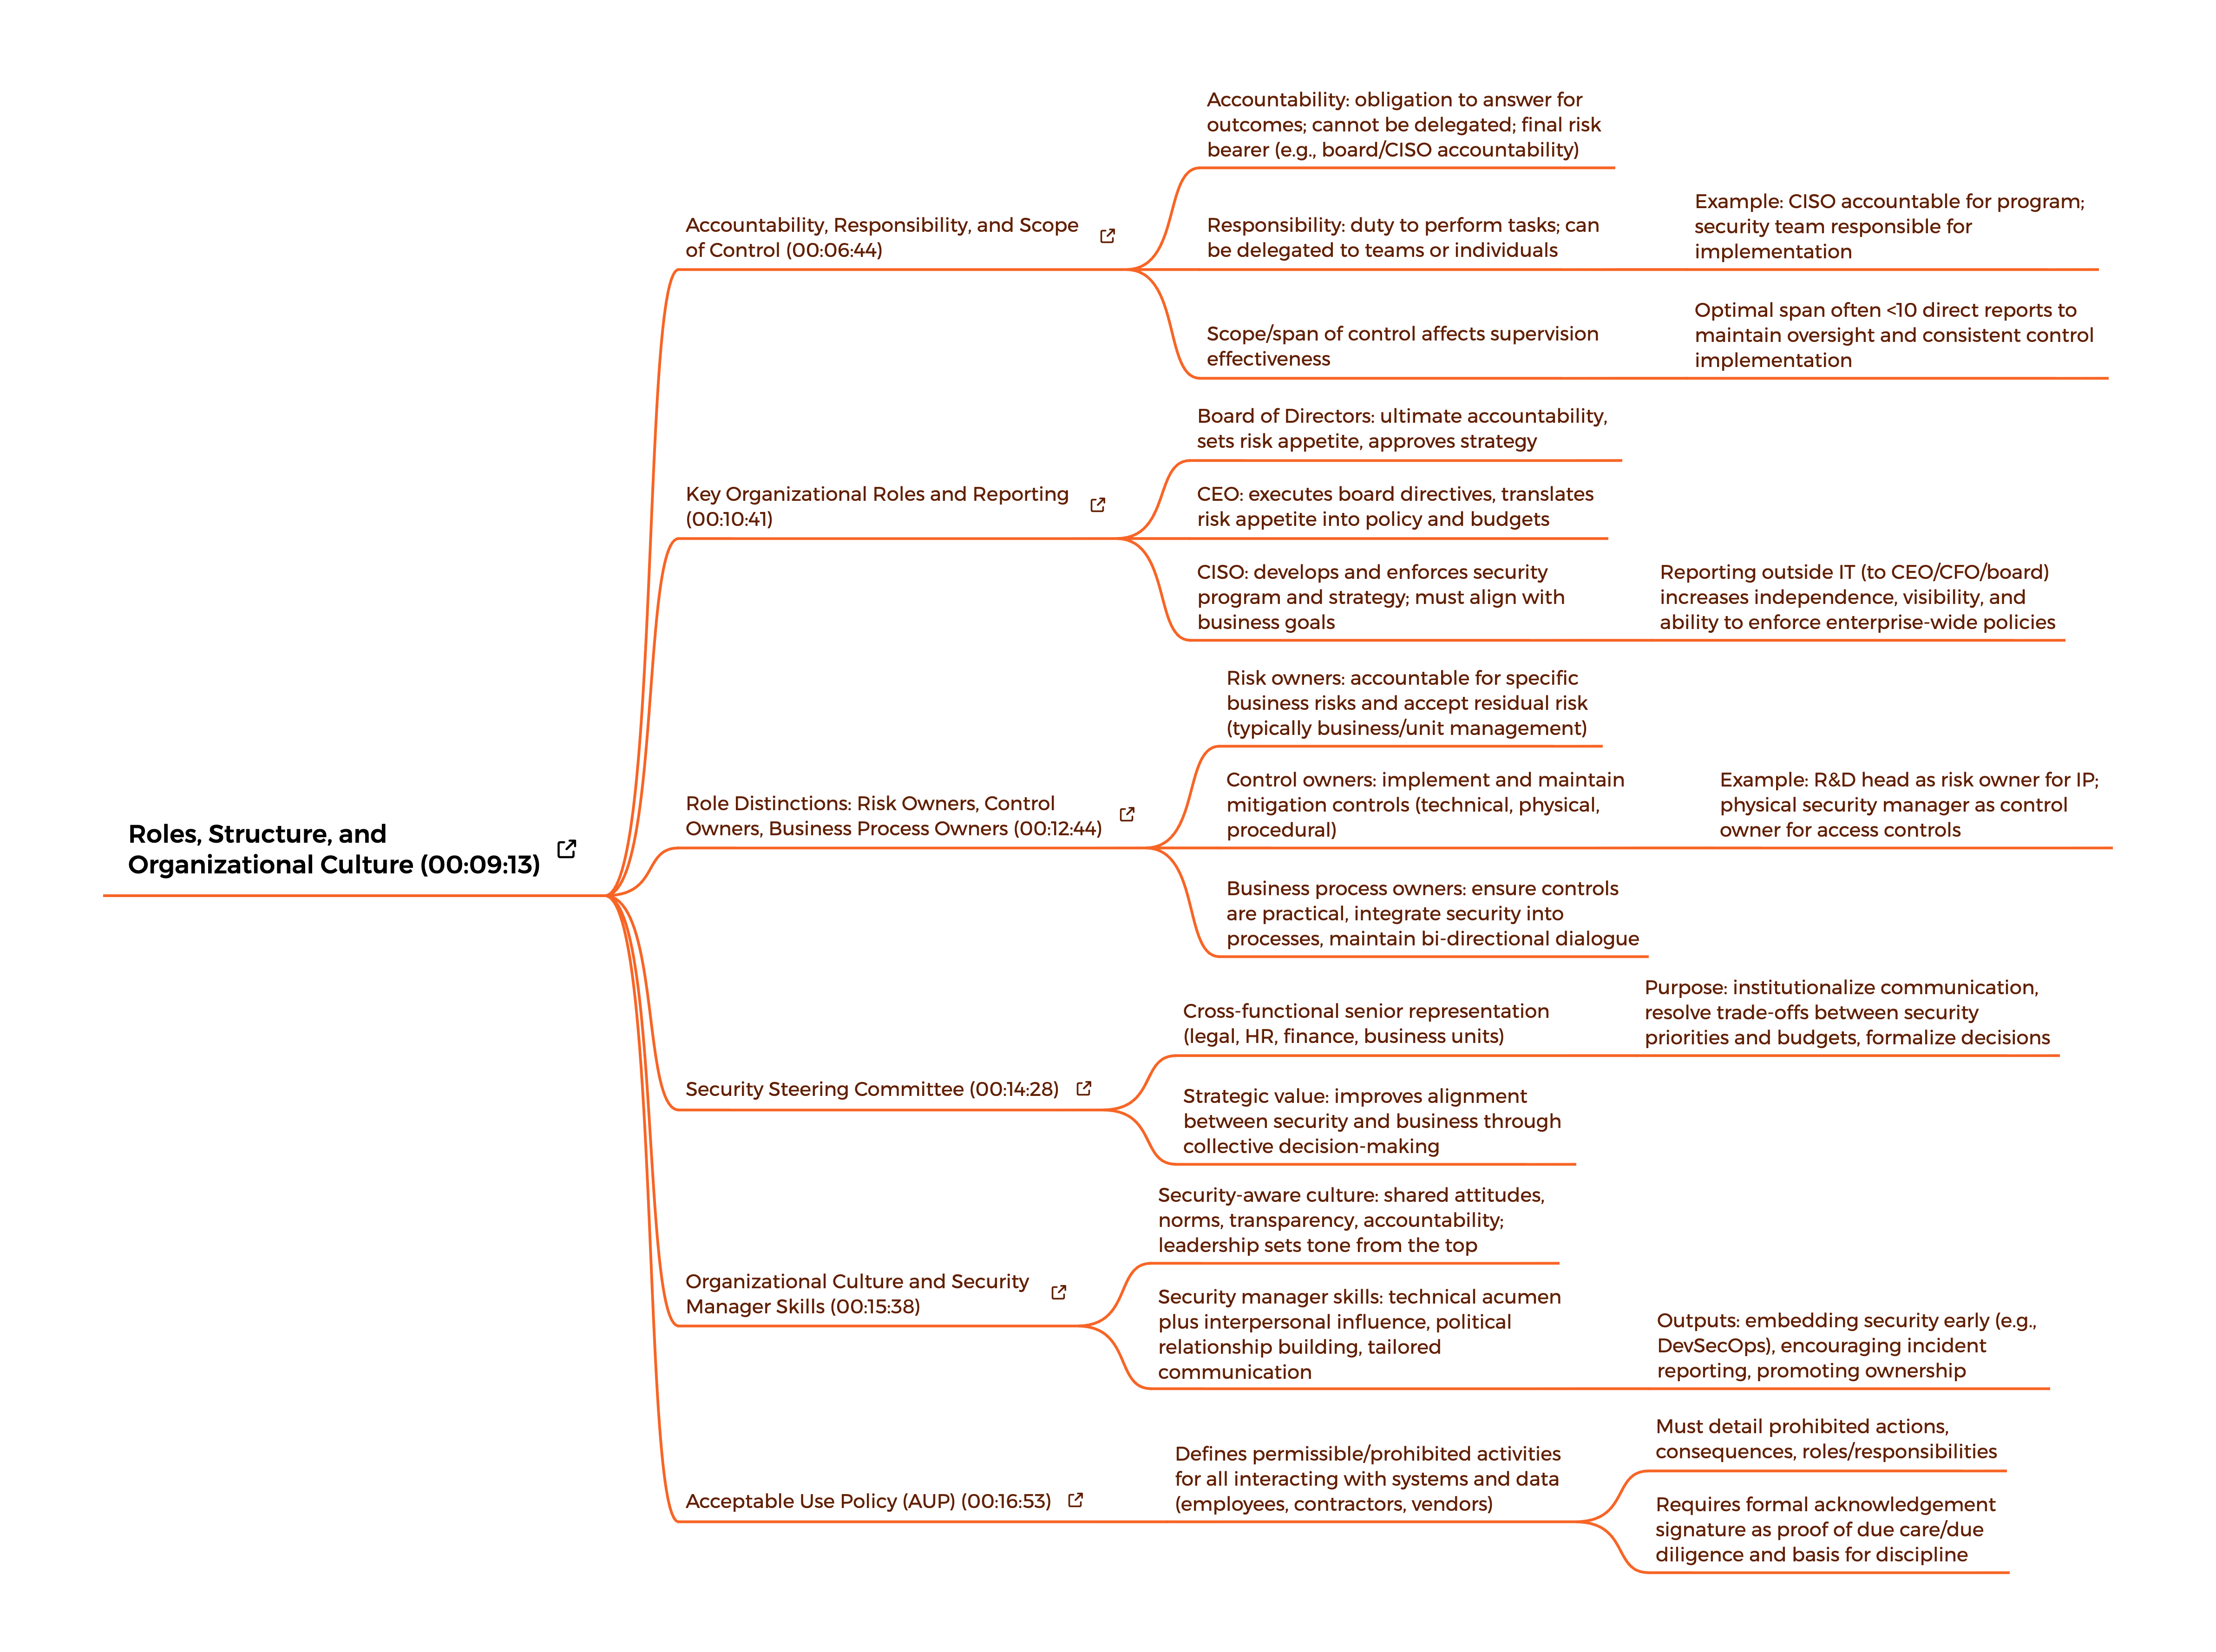 Roles, Structure, and
Organizational Culture (00:09:13)
Accountability, Responsibility, and Scope
of Control (00:06:44)
Accountability: obligation to answer for
outcomes; cannot be delegated; final risk
bearer (e.g., board/CISO accountability)
Responsibility: duty to perform tasks; can
be delegated to teams or individuals
Example: CISO accountable for program;
security team responsible for
implementation
Scope/span of control affects supervision
effectiveness
Optimal span often <10 direct reports to
maintain oversight and consistent control
implementation
Key Organizational Roles and Reporting
(00:10:41)
Board of Directors: ultimate accountability,
sets risk appetite, approves strategy
CEO: executes board directives, translates
risk appetite into policy and budgets
CISO: develops and enforces security
program and strategy; must align with
business goals
Reporting outside IT (to CEO/CFO/board)
increases independence, visibility, and
ability to enforce enterprise-wide policies
Role Distinctions: Risk Owners, Control
Owners, Business Process Owners (00:12:44)
Risk owners: accountable for specific
business risks and accept residual risk
(typically business/unit management)
Control owners: implement and maintain
mitigation controls (technical, physical,
procedural)
Example: R&D head as risk owner for IP;
physical security manager as control
owner for access controls
Business process owners: ensure controls
are practical, integrate security into
processes, maintain bi-directional dialogue
Security Steering Committee (00:14:28)
Cross-functional senior representation
(legal, HR, finance, business units)
Purpose: institutionalize communication,
resolve trade-offs between security
priorities and budgets, formalize decisions
Strategic value: improves alignment
between security and business through
collective decision-making
Organizational Culture and Security
Manager Skills (00:15:38)
Security-aware culture: shared attitudes,
norms, transparency, accountability;
leadership sets tone from the top
Security manager skills: technical acumen
plus interpersonal influence, political
relationship building, tailored
communication
Outputs: embedding security early (e.g.,
DevSecOps), encouraging incident
reporting, promoting ownership
Acceptable Use Policy (AUP) (00:16:53)
Defines permissible/prohibited activities
for all interacting with systems and data
(employees, contractors, vendors)
Must detail prohibited actions,
consequences, roles/responsibilities
Requires formal acknowledgement
signature as proof of due care/due
diligence and basis for discipline